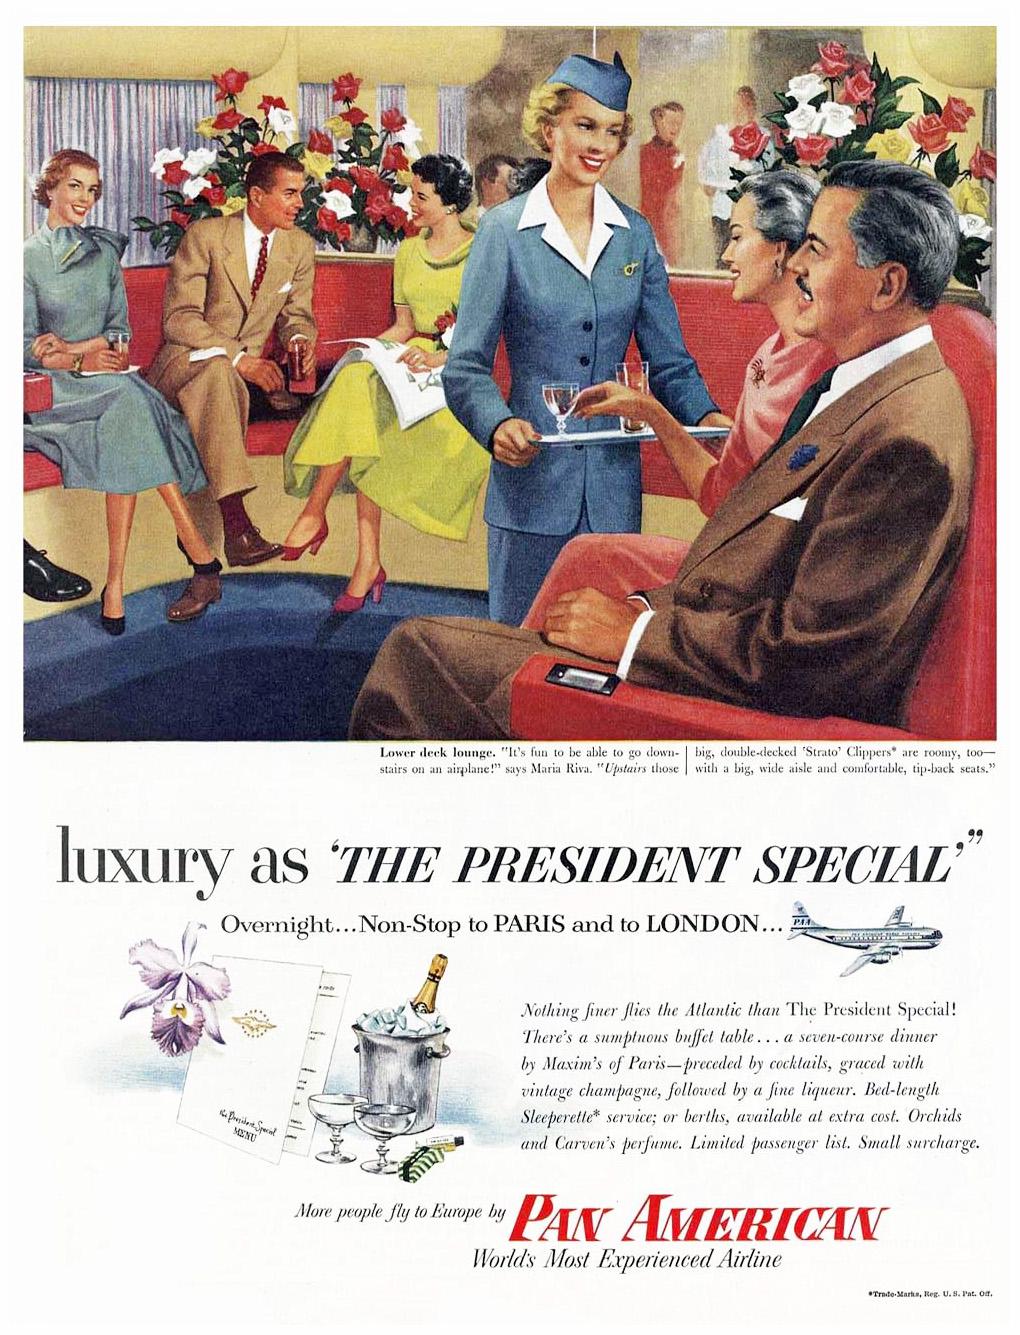 Lower deck lounge. "It's fun to be able to go down-
stairs on an airplane!" says Maria Riva. "Upstairs those
big, double-decked 'Strato' Clippers* are roomy, too—
with a big, wide aisle and comfortable, tip-back seats."
luxury as 'THE PRESIDENT SPECIAL'"
Overnight...Non-Stop to PARIS and to LONDON...
PAA
PAN AMERICAN WORLD AIRWAYS
the President Special
MENU
Nothing finer flies the Atlantic than The President Special!
There's a sumptuous buffet table . . . a seven-course dinner
by Maxim's of Paris—preceded by cocktails, graced with
vintage champagne, followed by a fine liqueur. Bed-length
Sleeperette* service; or berths, available at extra cost. Orchids
and Carven's perfume. Limited passenger list. Small surcharge.
More people fly to Europe by PAN AMERICAN
World's Most Experienced Airline
*Trade-Marks, Reg. U. S. Pat. Off.